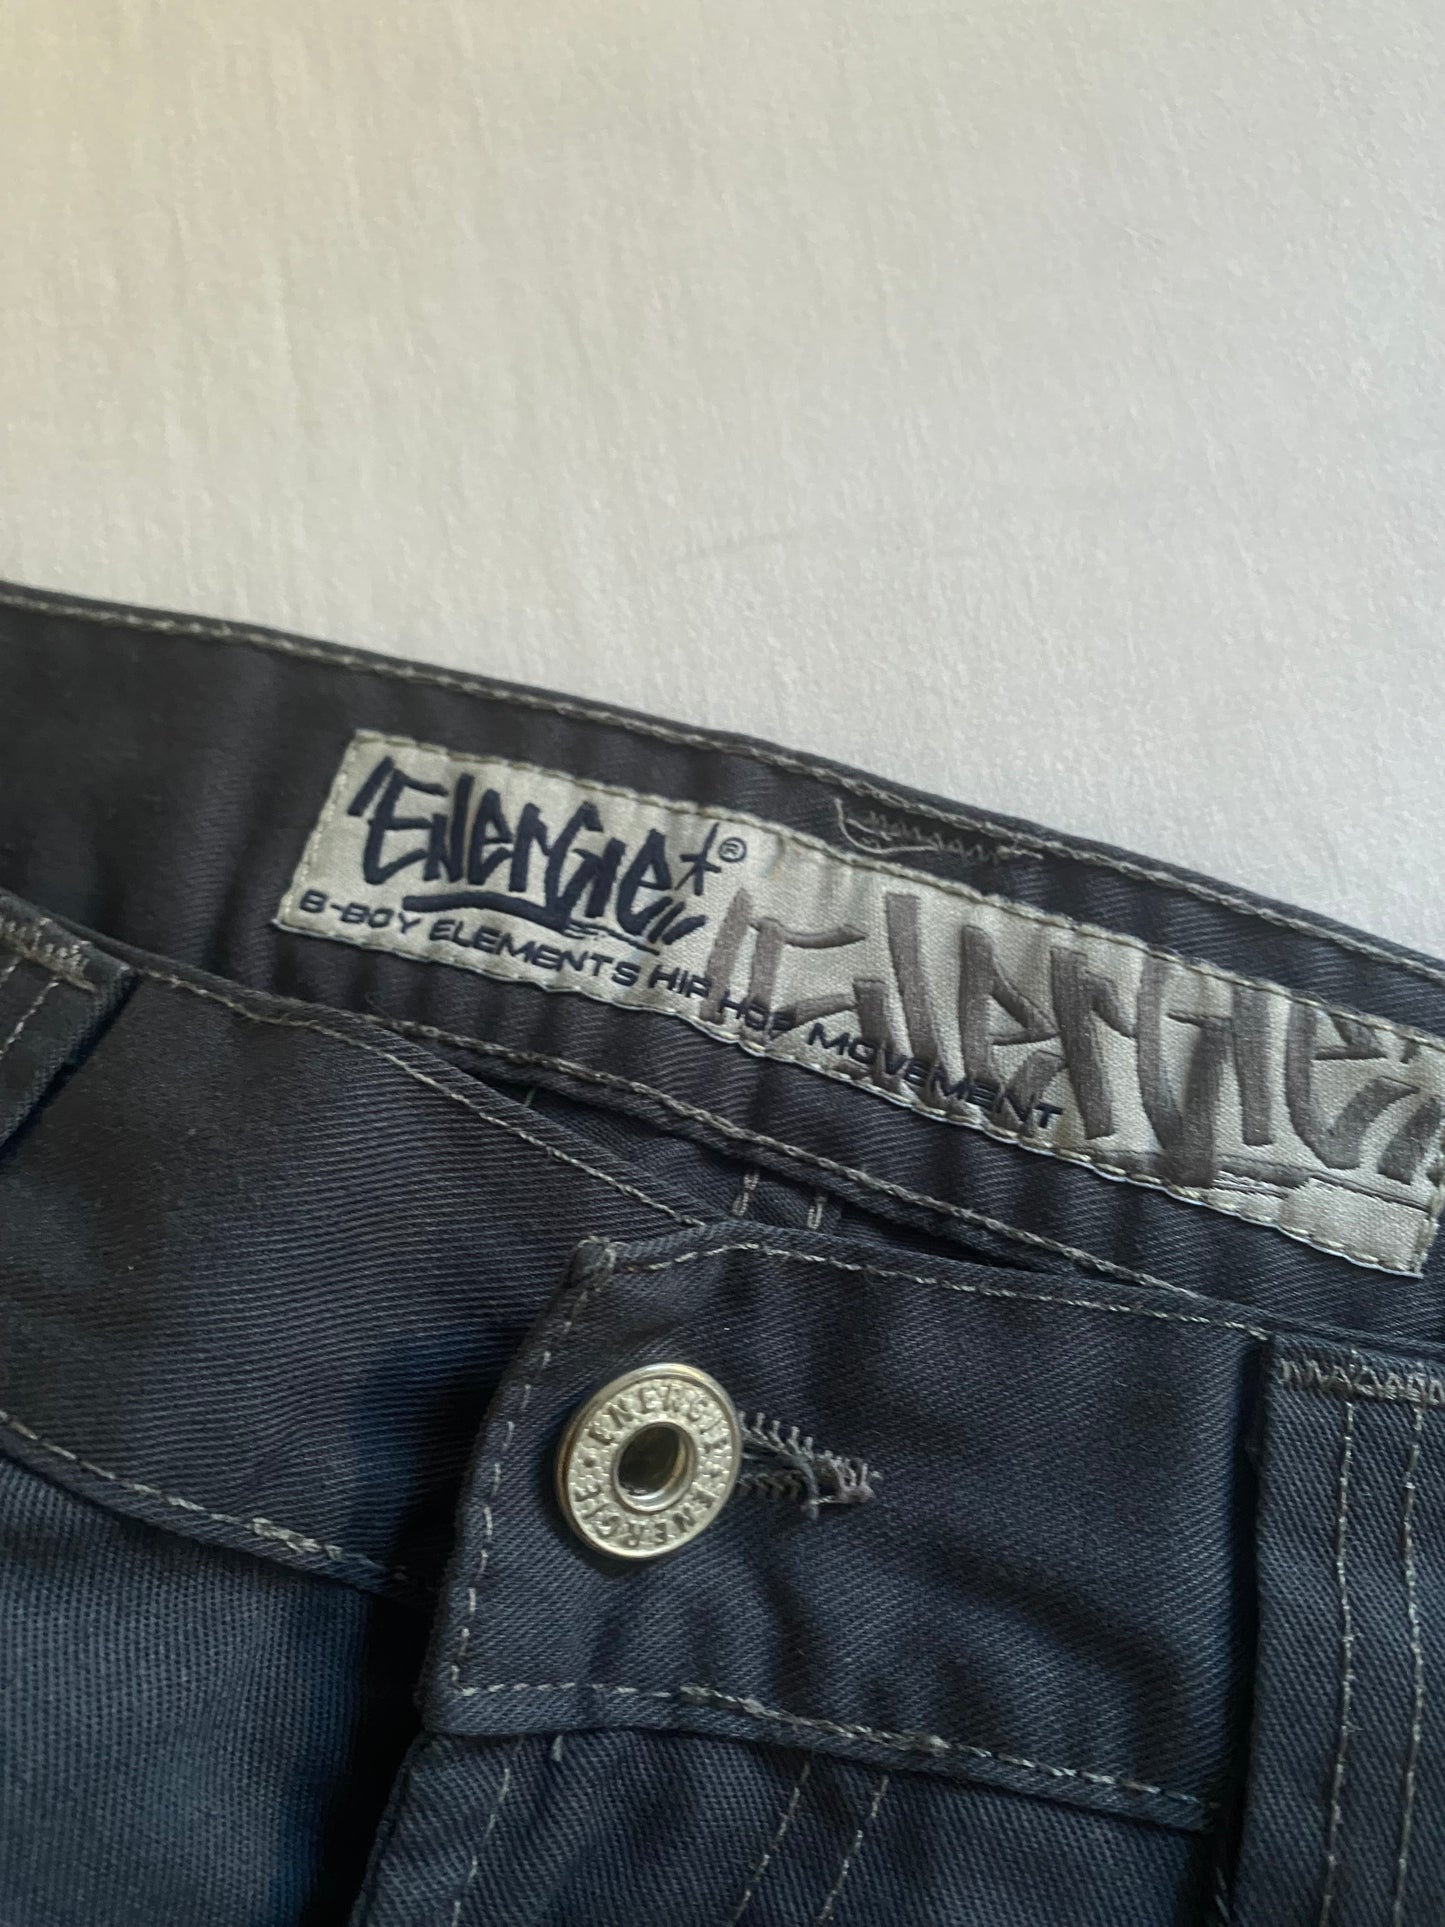 "Energie*" ®
B-BOY ELEMENTS HIP HOP MOVEMENT
"Energie
ENERGIE • ENERGIE •